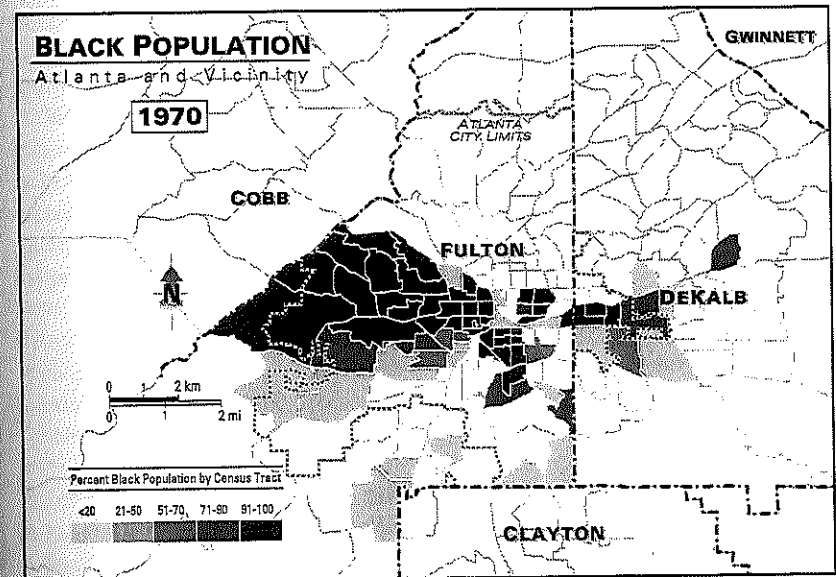 BLACK POPULATION
Atlanta and Vicinity
1970
GWINNETT
ATLANTA
CITY LIMITS
COBB
FULTON
N
DEKALB
0 1 2 km
0 1 2 mi
Percent Black Population by Census Tract
<20 21-50 51-70 71-90 91-100
CLAYTON